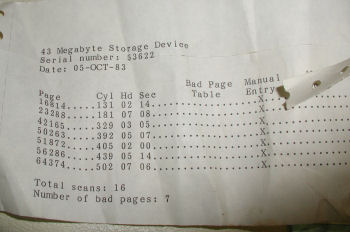 43 Megabyte Storage Device
Serial number: 53622
Date: 05-OCT-83
Bad Page Manual
Page Cyl Hd Sec Table Entry
16814.....131 02 14....................X..........
23288.....181 07 08....................X..........
42165.....329 03 05....................X..........
50263.....392 05 07....................X..........
51872.....405 02 00....................X..........
56286.....439 05 14....................X..........
64374.....502 07 06....................X..........
Total scans: 16
Number of bad pages: 7